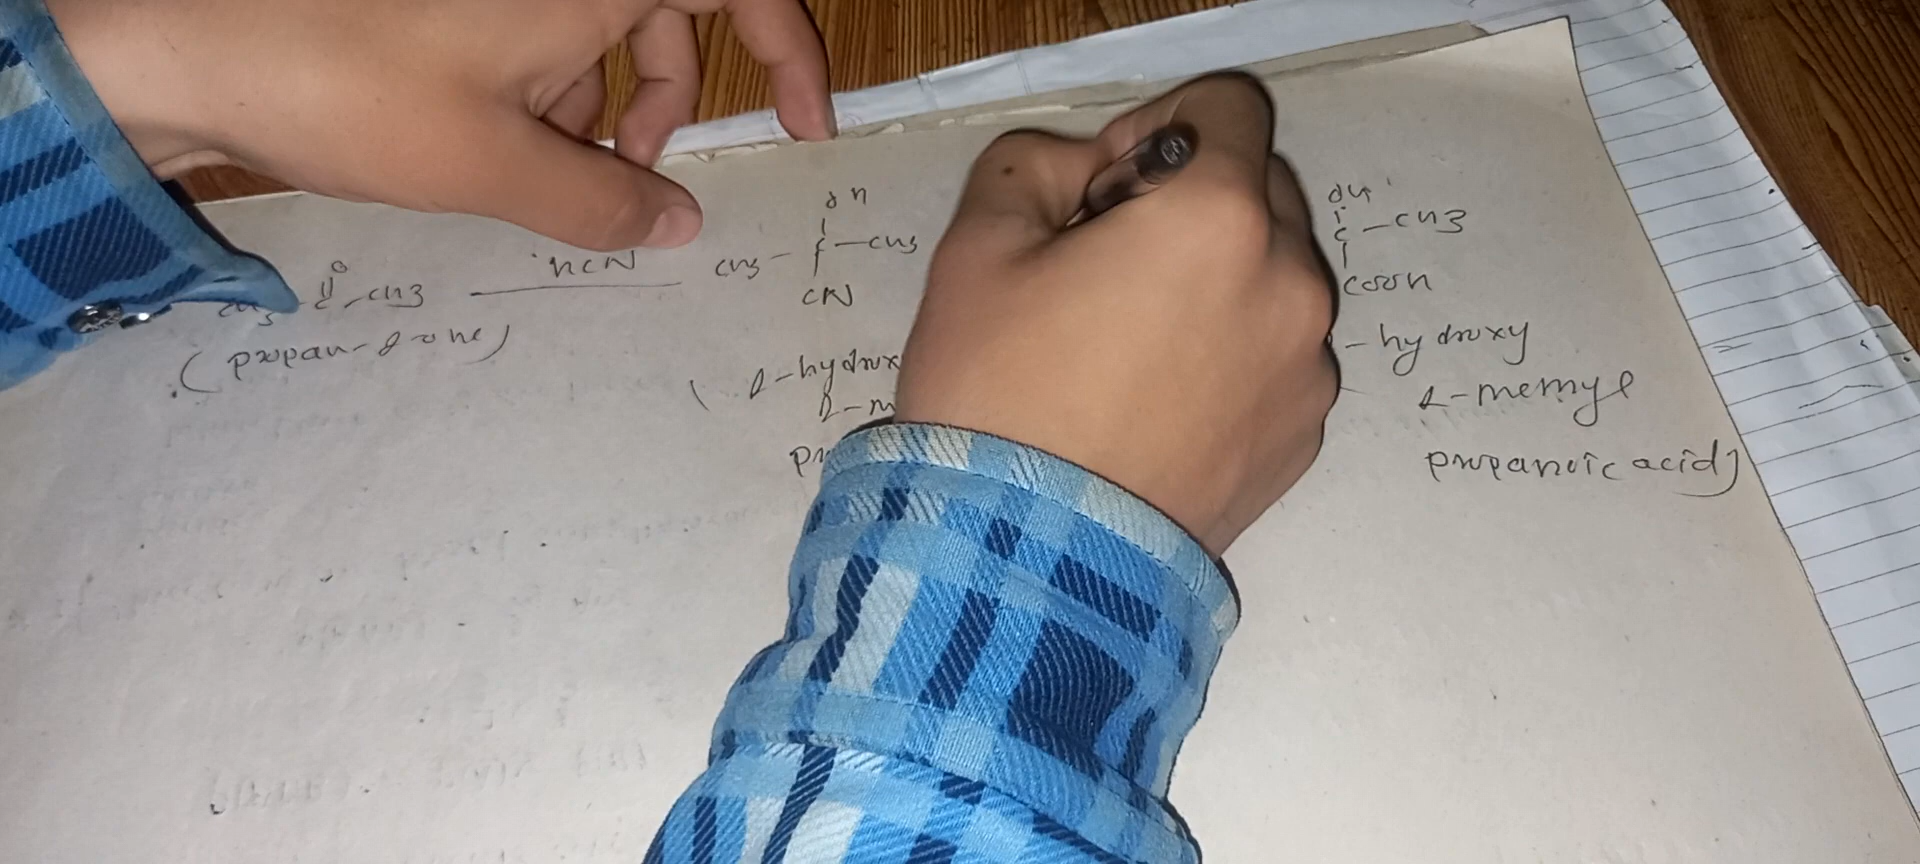 O
CH3 C -CH3
HCN
OH
CH3 - C -CH3
CN
OH
C -CH3
COOH
(propan-2-one)
2-hydrox
2-m
- hydroxy
2-methyl
propanoic acid)